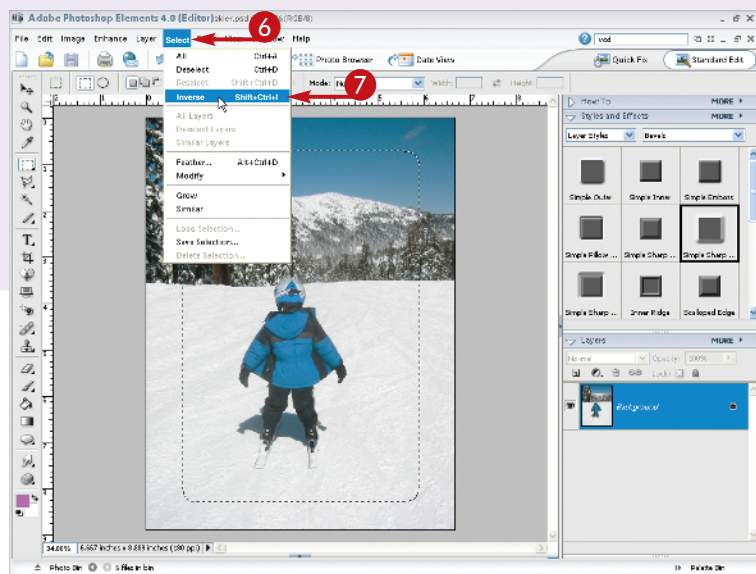 Adobe Photoshop Elements 4.0 (Editor)
(RGB/8)
6
File Edit Image Enhance Layer Select Help
Photo Browser Date View
Quick Fix Standard Edit
All Ctrl+A
Deselect Ctrl+D
Reselect Shift+Ctrl+D
Inverse Shift+Ctrl+I
7
All Layers
Deselect Layers
Similar Layers
Feather... Alt+Ctrl+D
Modify
Grow
Similar
Load Selection...
Save Selection...
Delete Selection...
Mode:
Width: Height:
How To MORE
Styles and Effects MORE
Layer Styles Bevels
Simple Outer Simple Inner Simple Emboss
Simple Pillow ... Simple Sharp ... Simple Sharp ...
Simple Sharp ... Inner Ridge Scalloped Edge
Layers MORE
Normal Opacity: 100%
Lock:
Background
34.01% 6.667 inches x 8.889 inches (180 ppi)
Photo Bin 5 files in bin
Palette Bin